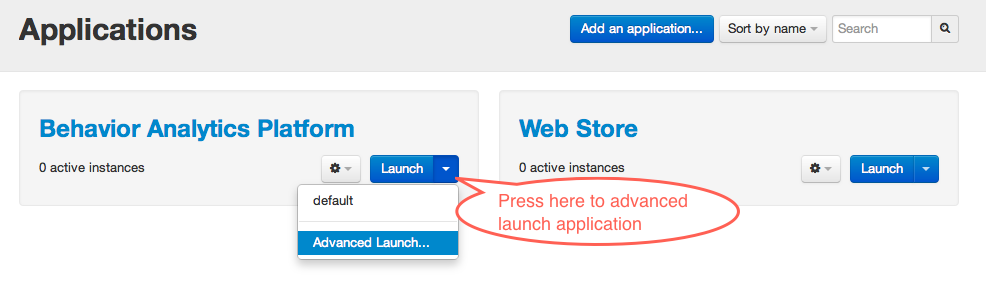 Applications
Add an application...
Sort by name
Search
Behavior Analytics Platform
0 active instances
Launch
default
Advanced Launch...
Press here to advanced
launch application
Web Store
0 active instances
Launch